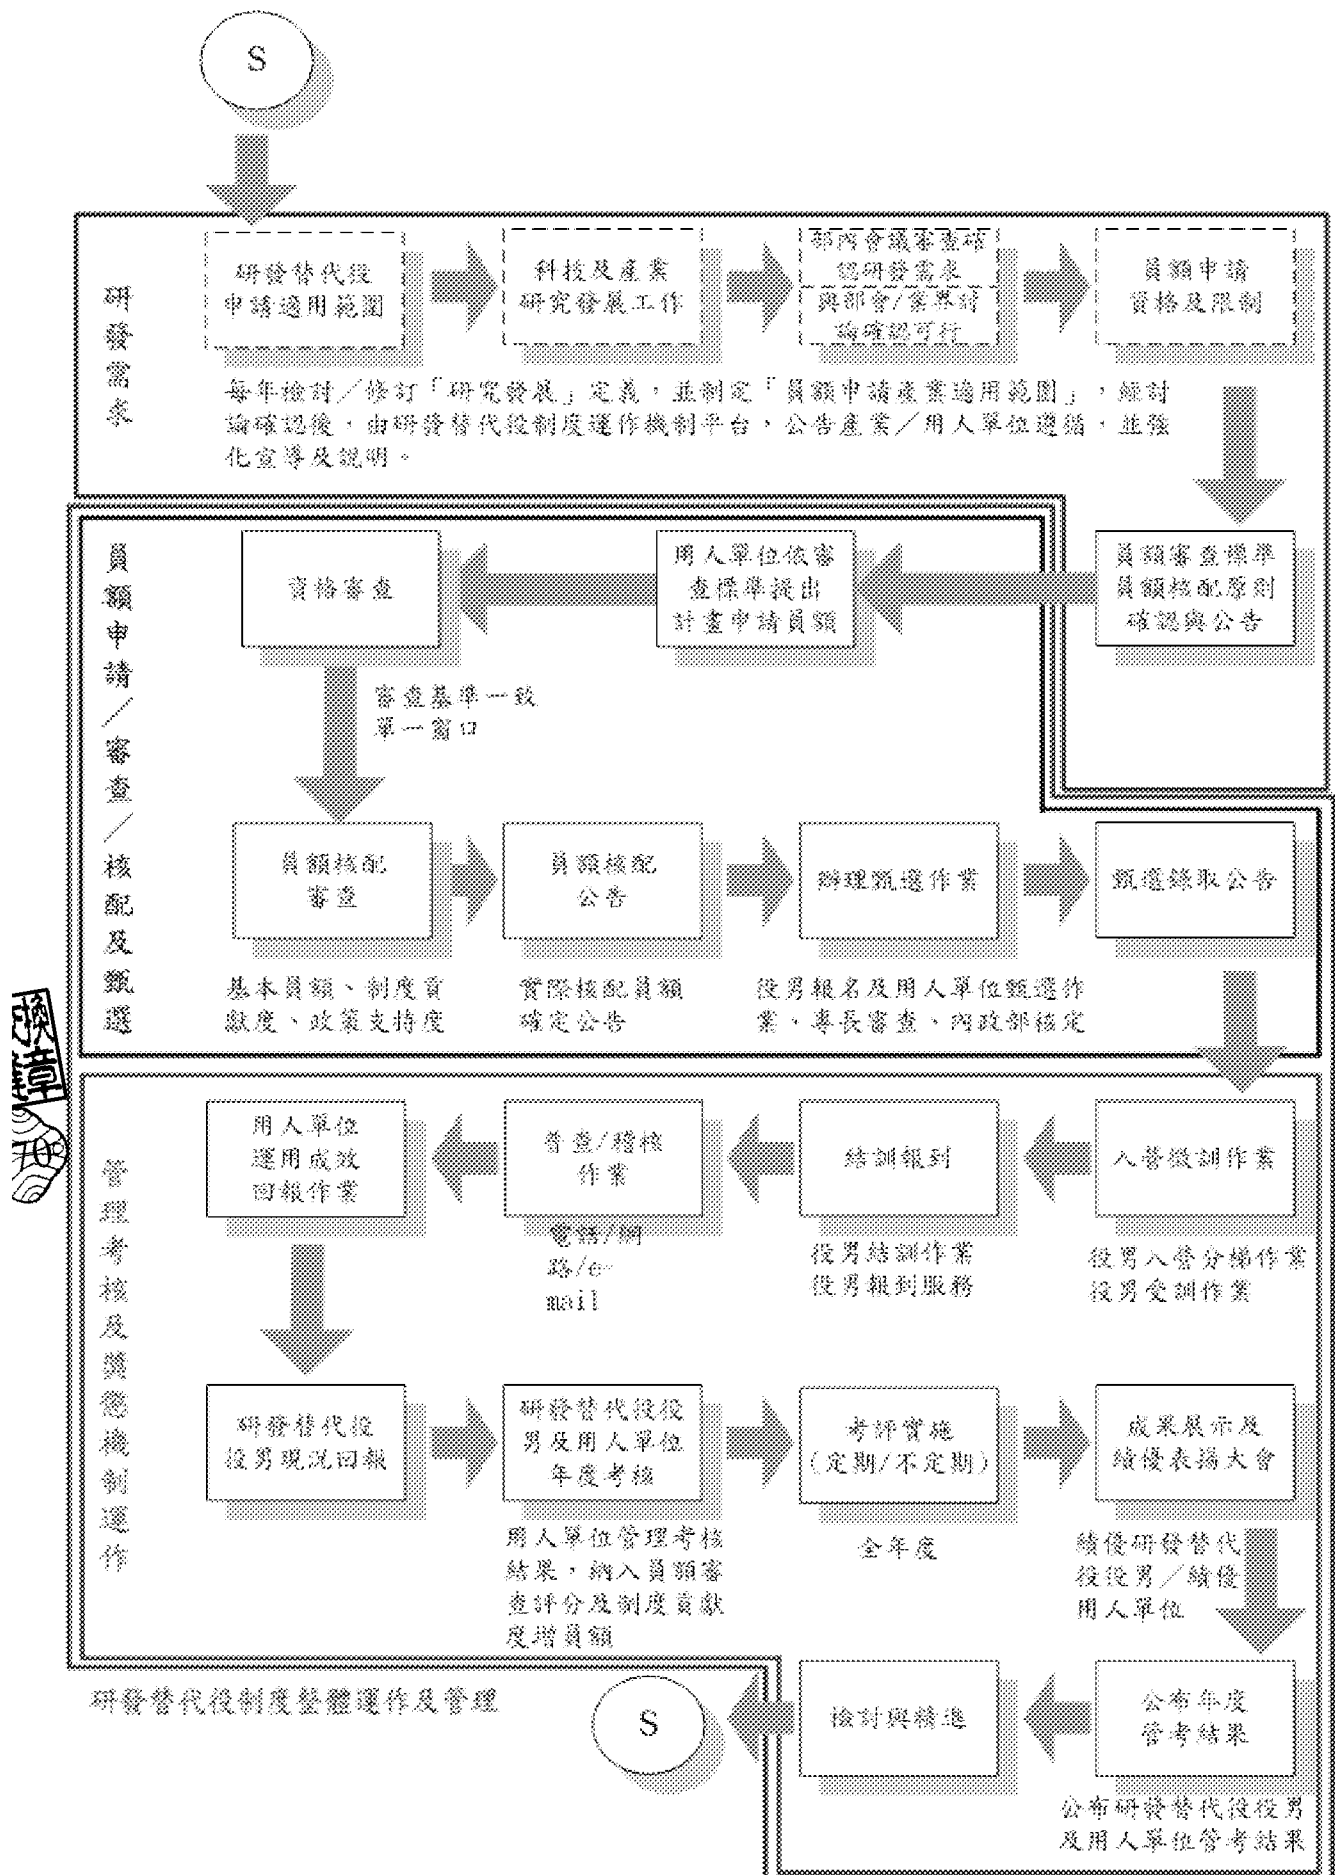 S
研發需求
研發替代役
申請適用範圍
科技及產業
研究發展工作
部內會議審查確
認研發需求
與部會/業界討
論確認可行
員額申請
資格及限制
每年檢討／修訂「研究發展」定義，並制定「員額申請產業適用範圍」，經討
論確認後，由研發替代役制度運作機制平台，公告產業／用人單位遵循，並強
化宣導及說明。
員額審查標準
員額核配原則
確認與公告
員額申請／審查／核配及甄選
用人單位依審
查標準提出
計畫申請員額
資格審查
審查基準一致
單一窗口
員額核配
審查
員額核配
公告
辦理甄選作業
甄選錄取公告
基本員額、制度貢
獻度、政策支持度
實際核配員額
確定公告
役男報名及用人單位甄選作
業、專長審查、內政部核定
管理考核及獎懲機制運作
入營徵訓作業
結訓報到
普查/稽核
作業
用人單位
運用成效
回報作業
役男入營分梯作業
役男受訓作業
役男結訓作業
役男報到服務
電話/網
路/e-
mail
研發替代役
役男現況回報
研發替代役役
男及用人單位
年度考核
考評實施
(定期/不定期)
成果展示及
績優表揚大會
用人單位管理考核
結果，納入員額審
查評分及制度貢獻
度增員額
全年度
績優研發替代
役役男／績優
用人單位
公布年度
管考結果
檢討與精進
S
公布研發替代役役男
及用人單位管考結果
研發替代役制度整體運作及管理
換
章